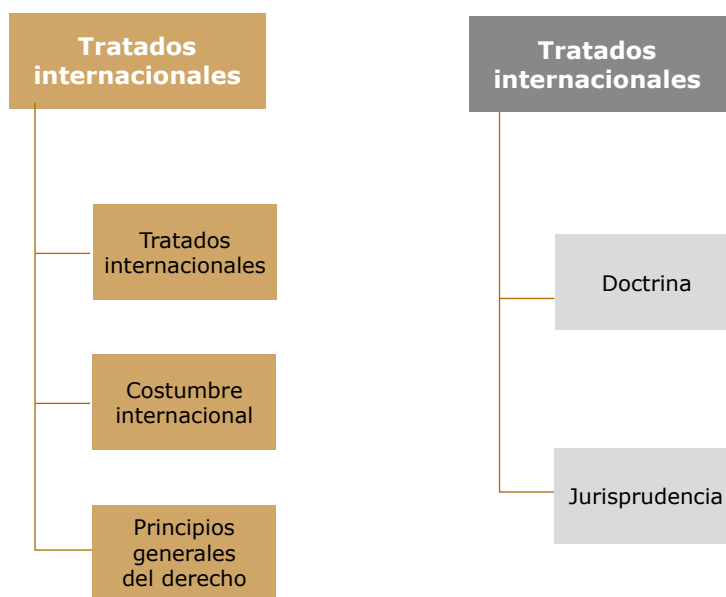 Tratados
internacionales
Tratados
internacionales
Costumbre
internacional
Principios
generales
del derecho
Tratados
internacionales
Doctrina
Jurisprudencia